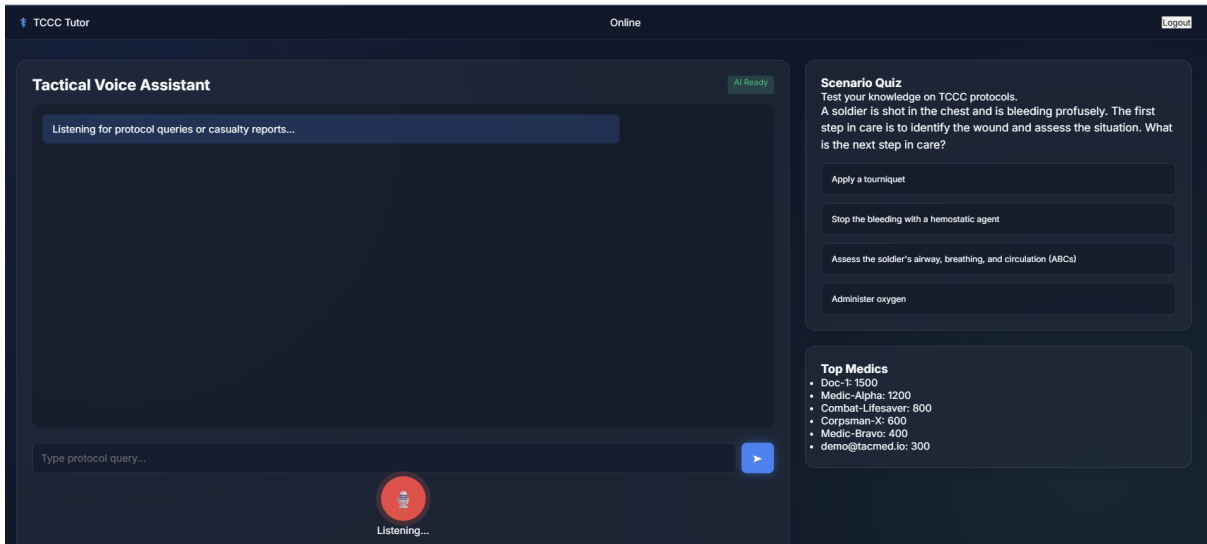 TCCC Tutor
Online
Logout
Tactical Voice Assistant
AI Ready
Listening for protocol queries or casualty reports...
Type protocol query...
➤
Listening...
Scenario Quiz
Test your knowledge on TCCC protocols.
A soldier is shot in the chest and is bleeding profusely. The first
step in care is to identify the wound and assess the situation. What
is the next step in care?
Apply a tourniquet
Stop the bleeding with a hemostatic agent
Assess the soldier's airway, breathing, and circulation (ABCs)
Administer oxygen
Top Medics
• Doc-1: 1500
• Medic-Alpha: 1200
• Combat-Lifesaver: 800
• Corpsman-X: 600
• Medic-Bravo: 400
• demo@tacmed.io: 300